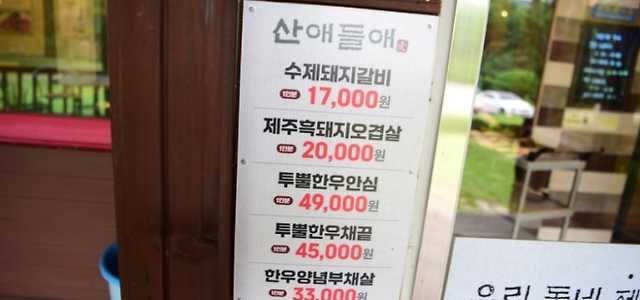 산애들애
수제돼지갈비
1인분 17,000원
제주흑돼지오겹살
1인분 20,000원
투뿔한우안심
1인분 49,000원
투뿔한우채끝
1인분 45,000원
한우양념부채살
1인분 33,000원
우리 동네